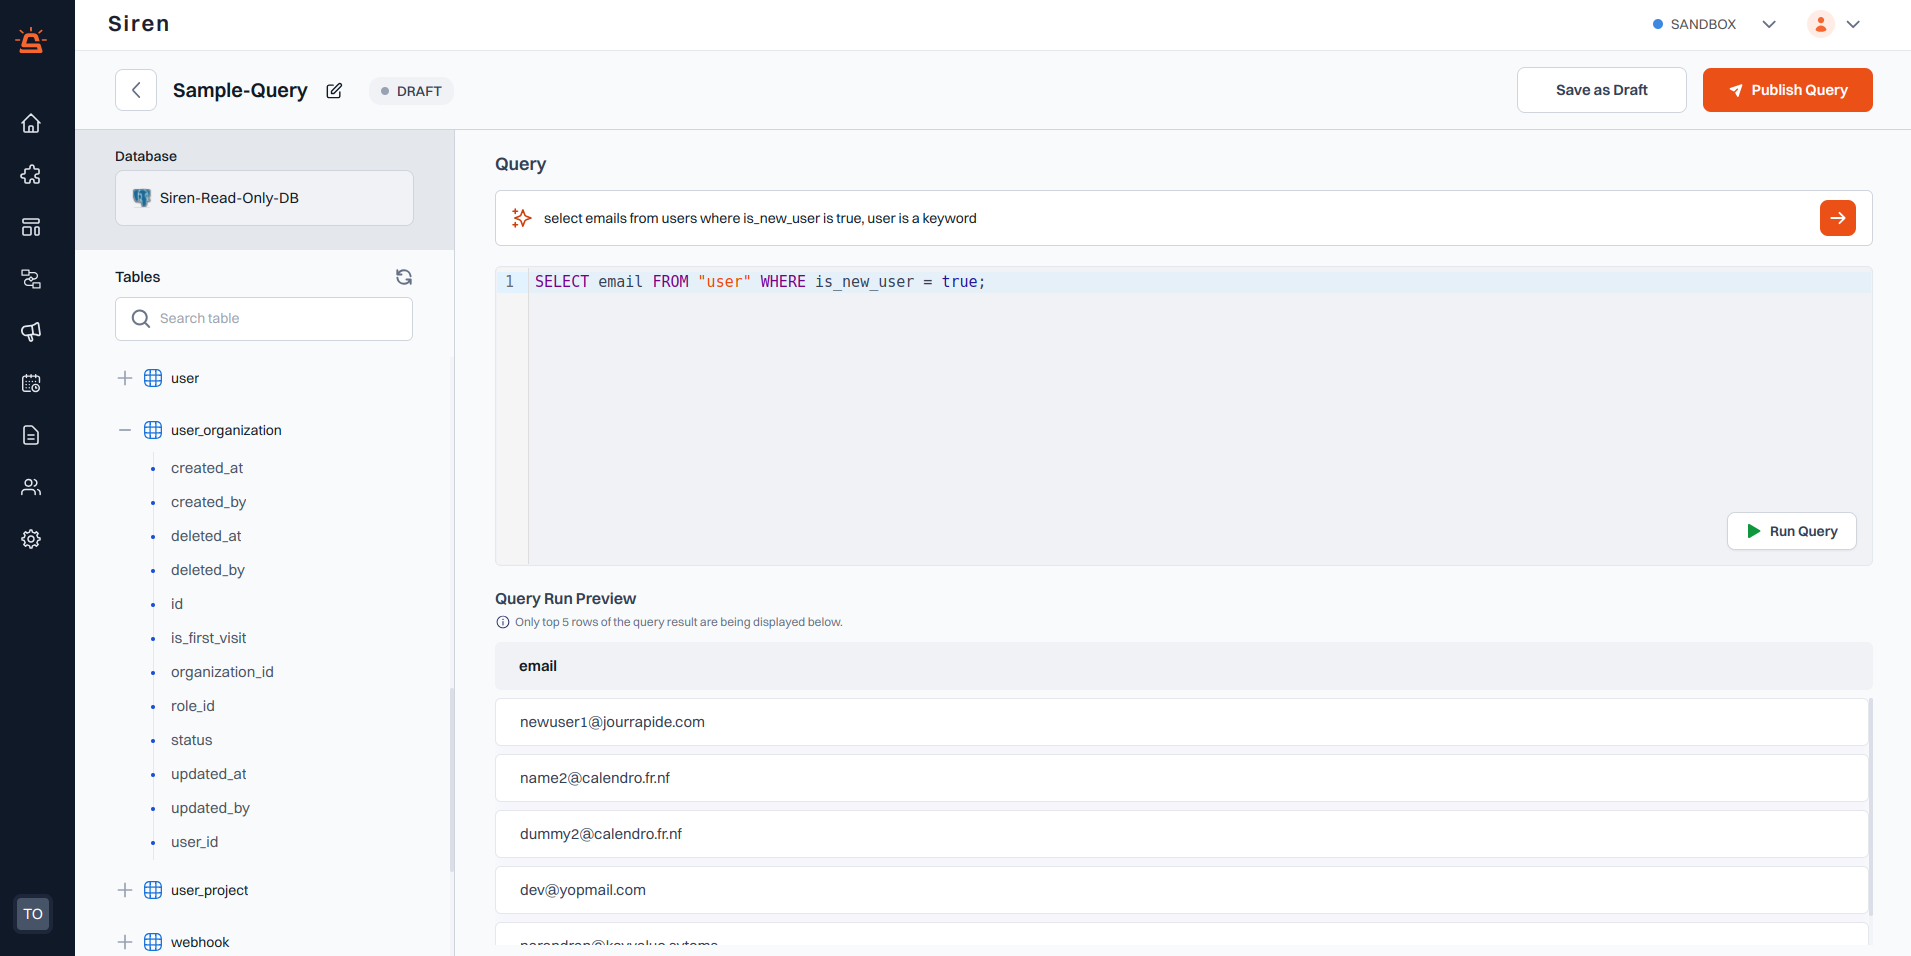 Siren
SANDBOX
Sample-Query
DRAFT
Save as Draft
Publish Query
Database
Siren-Read-Only-DB
Tables
Search table
user
user_organization
created_at
created_by
deleted_at
deleted_by
id
is_first_visit
organization_id
role_id
status
updated_at
updated_by
user_id
user_project
webhook
TO
Query
select emails from users where is_new_user is true, user is a keyword
1 SELECT email FROM "user" WHERE is_new_user = true;
Run Query
Query Run Preview
Only top 5 rows of the query result are being displayed below.
email
newuser1@jourrapide.com
name2@calendro.fr.nf
dummy2@calendro.fr.nf
dev@yopmail.com